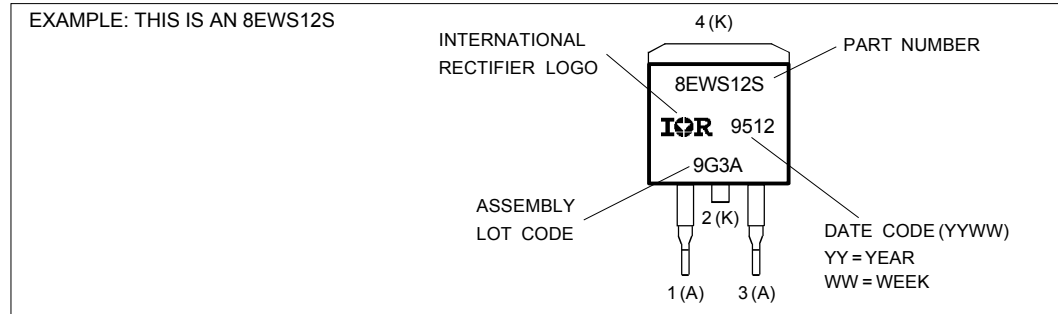 EXAMPLE: THIS IS AN 8EWS12S
4 (K)
INTERNATIONAL
RECTIFIER LOGO
PART NUMBER
8EWS12S
IOR 9512
9G3A
ASSEMBLY
LOT CODE
2 (K)
DATE CODE (YYWW)
YY = YEAR
WW = WEEK
1 (A) 3 (A)